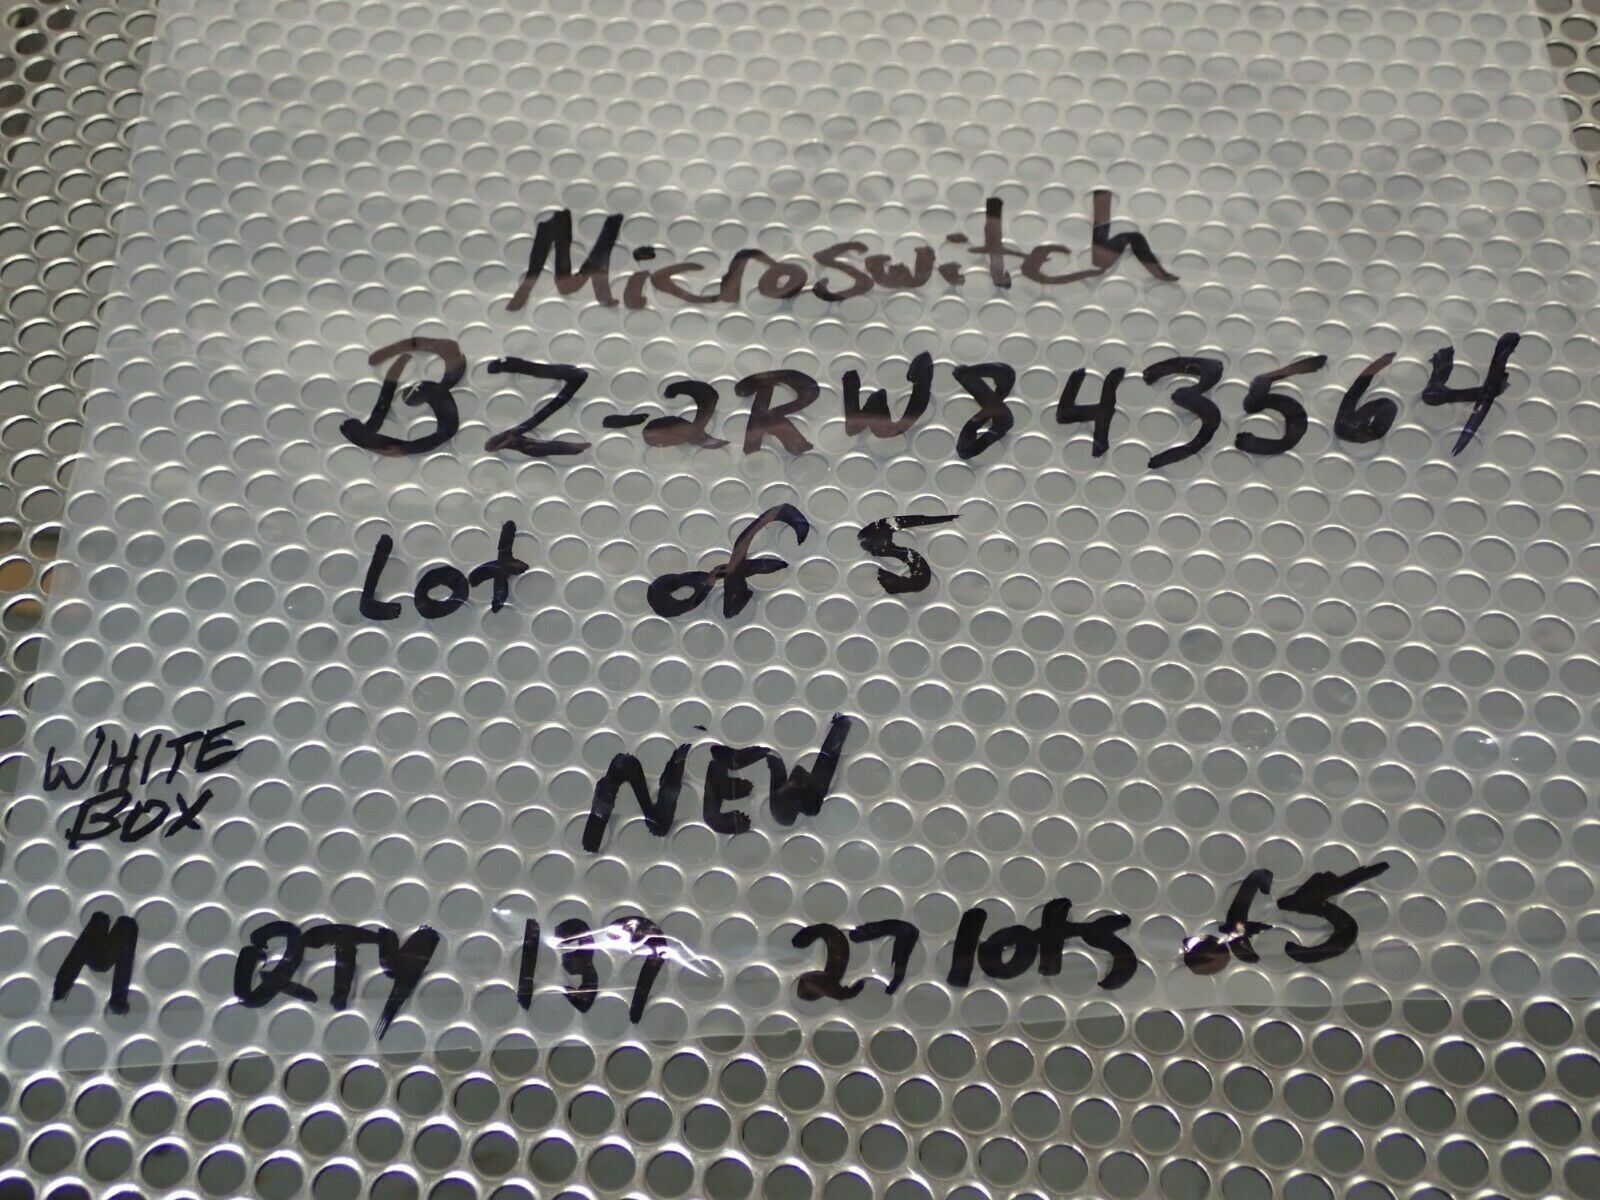 Microswitch
BZ-2RW843564
Lot of 5
WHITE
BOX
NEW
M QTY 137 27 lots of 5